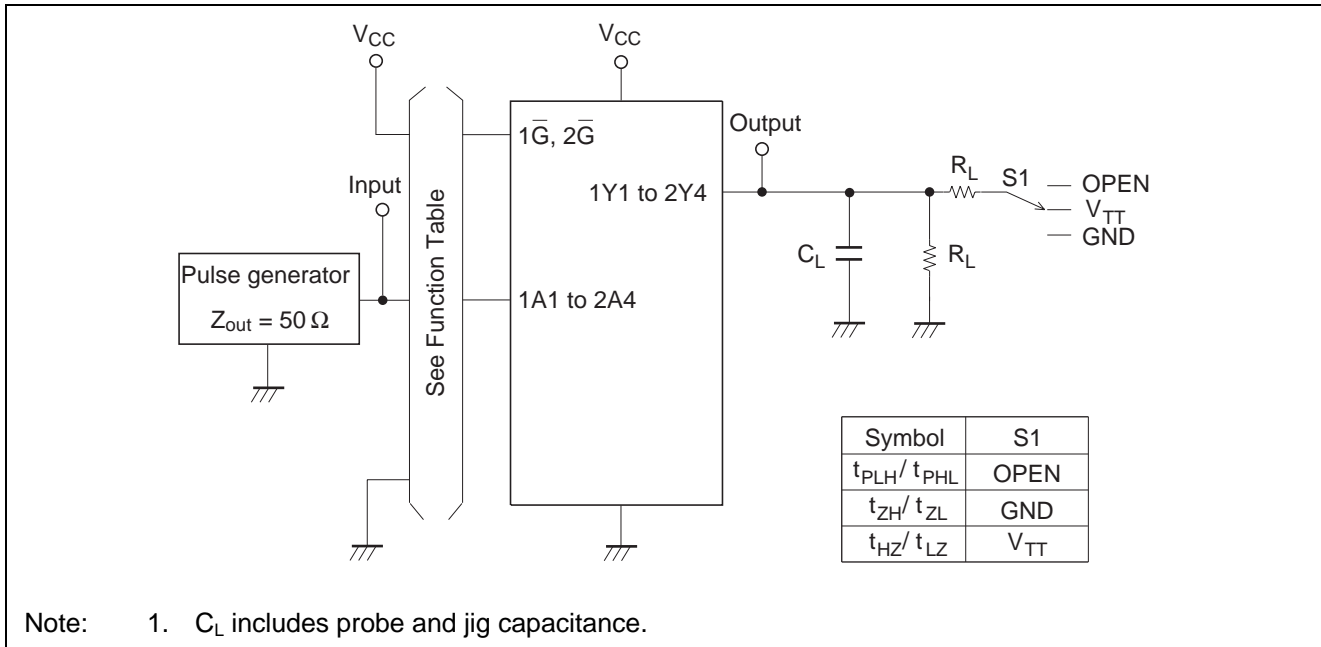 VCC
VCC
Output
1G̅, 2G̅
Input
1Y1 to 2Y4
RL
S1
OPEN
VTT
GND
CL
RL
See Function Table
Pulse generator
Zout = 50 Ω
1A1 to 2A4
Symbol S1
tPLH/ tPHL OPEN
tZH/ tZL GND
tHZ/ tLZ VTT
Note: 1. CL includes probe and jig capacitance.